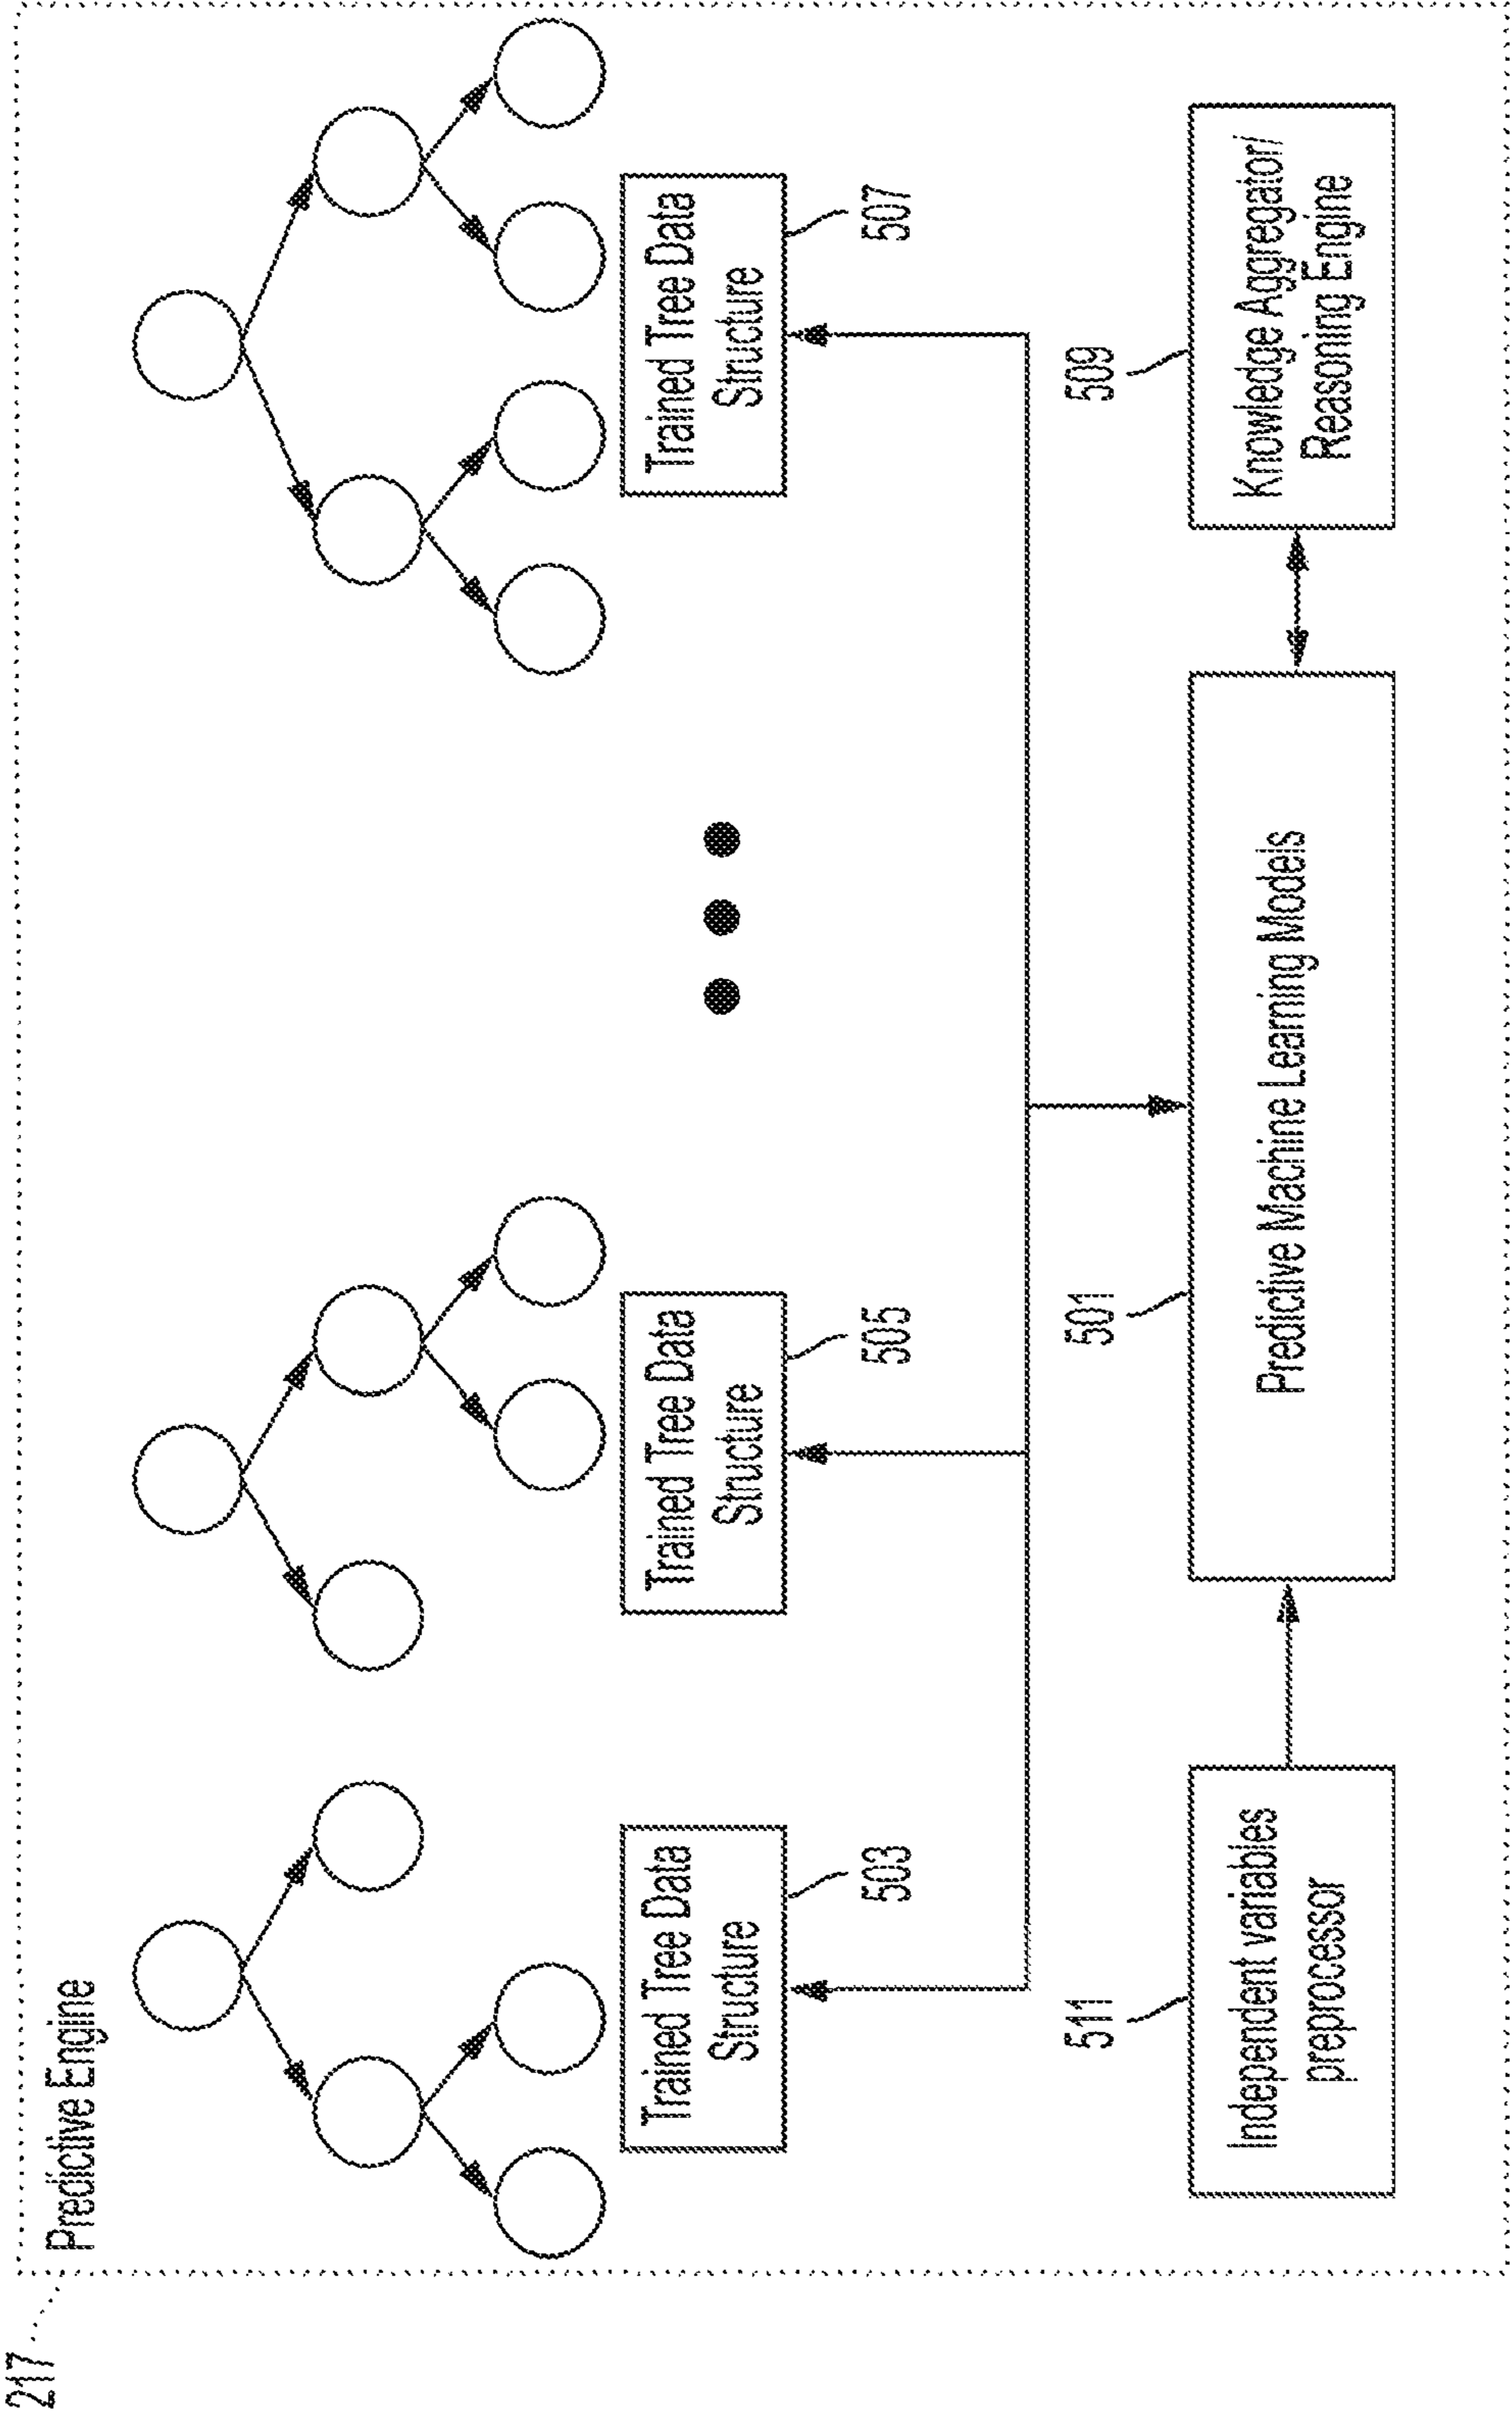 217
Predictive Engine
Trained Tree Data
Structure
503
Trained Tree Data
Structure
505
Trained Tree Data
Structure
507
511
Independent variables
preprocessor
501
Predictive Machine Learning Models
509
Knowledge Aggregator/
Reasoning Engine